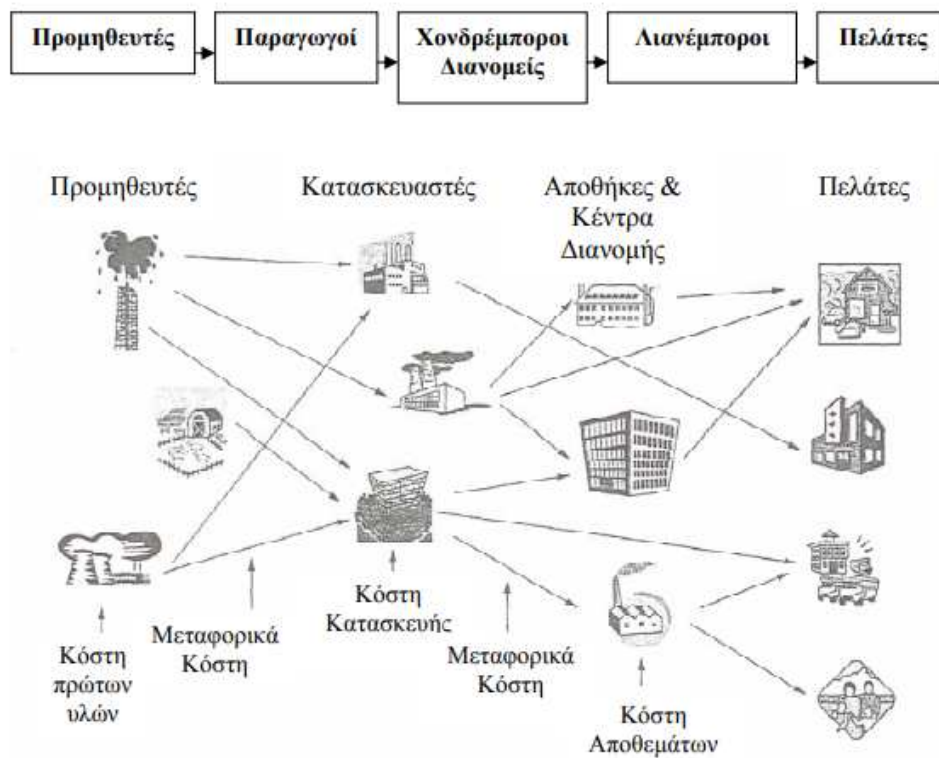 Προμηθευτές
Παραγωγοί
Χονδρέμποροι
Διανομείς
Λιανέμποροι
Πελάτες
Προμηθευτές
Κατασκευαστές
Αποθήκες &
Κέντρα
Διανομής
Πελάτες
Κόστη
πρώτων
υλών
Μεταφορικά
Κόστη
Κόστη
Κατασκευής
Μεταφορικά
Κόστη
Κόστη
Αποθεμάτων